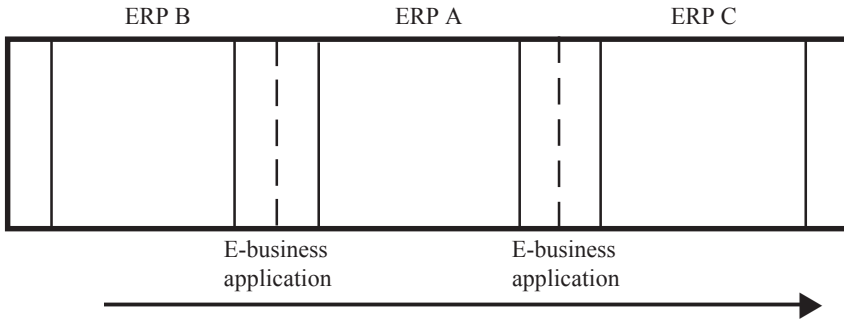 ERP B
ERP A
ERP C
E-business
application
E-business
application